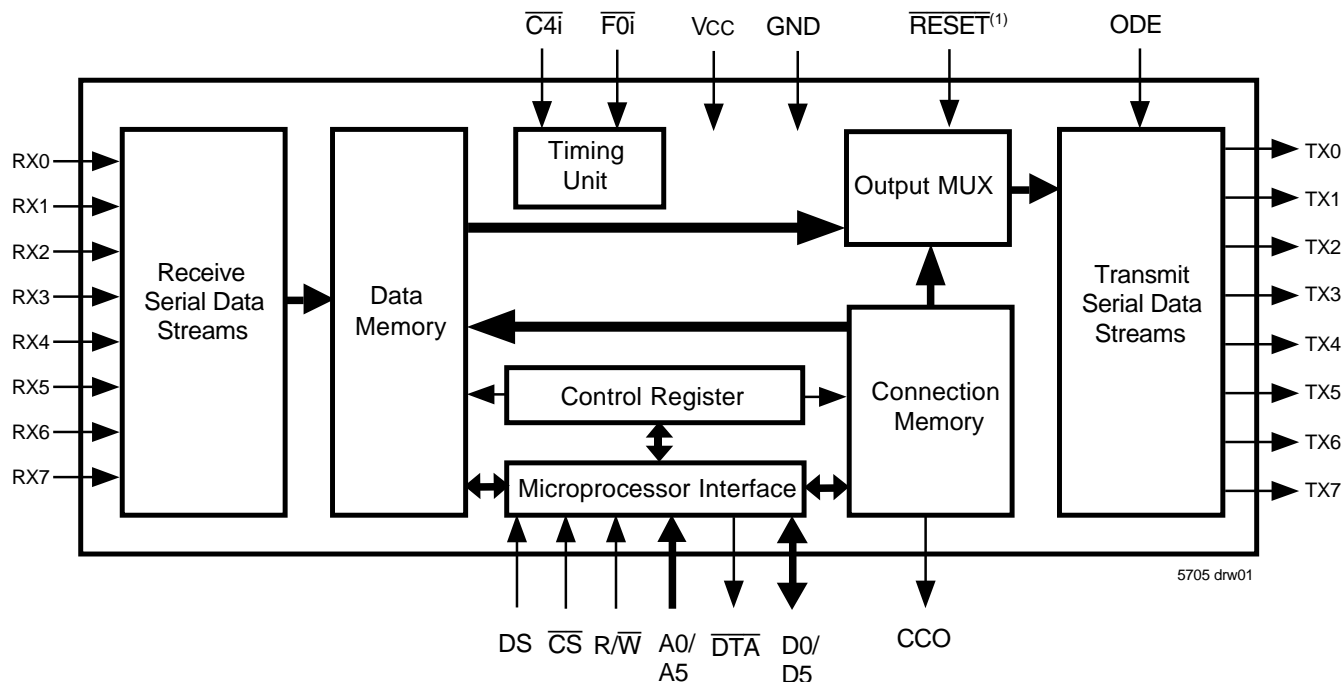 C4i F0i VCC GND RESET(1) ODE
RX0
RX1
RX2
RX3
RX4
RX5
RX6
RX7
Receive
Serial Data
Streams
Data
Memory
Timing
Unit
Output MUX
Control Register
Microprocessor Interface
Connection
Memory
Transmit
Serial Data
Streams
TX0
TX1
TX2
TX3
TX4
TX5
TX6
TX7
5705 drw01
DS CS R/W A0/
A5
DTA D0/
D5
CCO